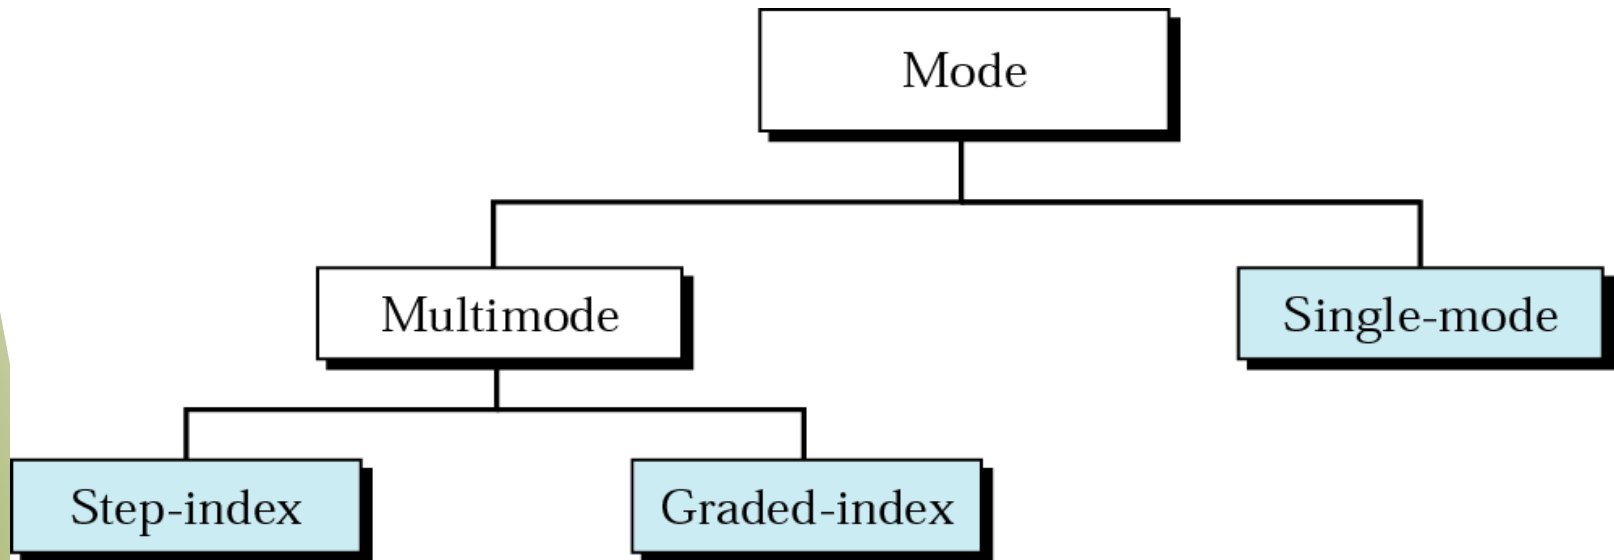 Mode
Multimode
Single-mode
Step-index
Graded-index